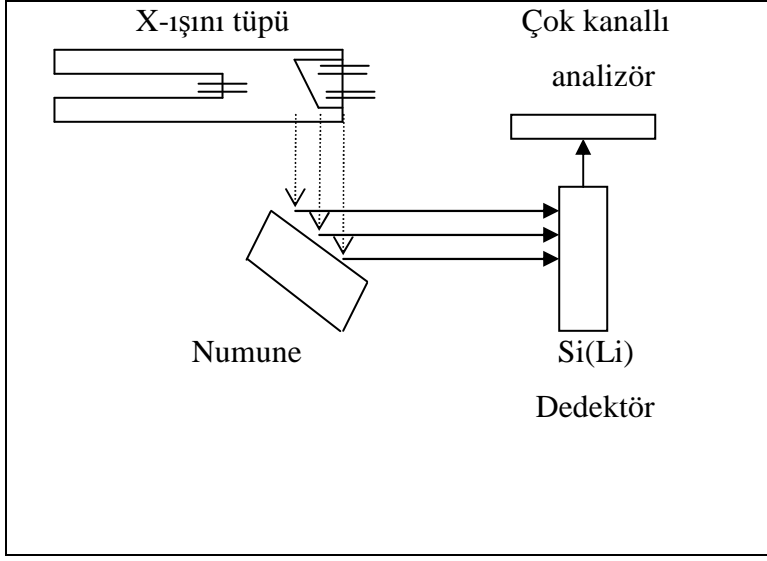 X-ışını tüpü
Çok kanallı
analizör
Numune
Si(Li)
Dedektör